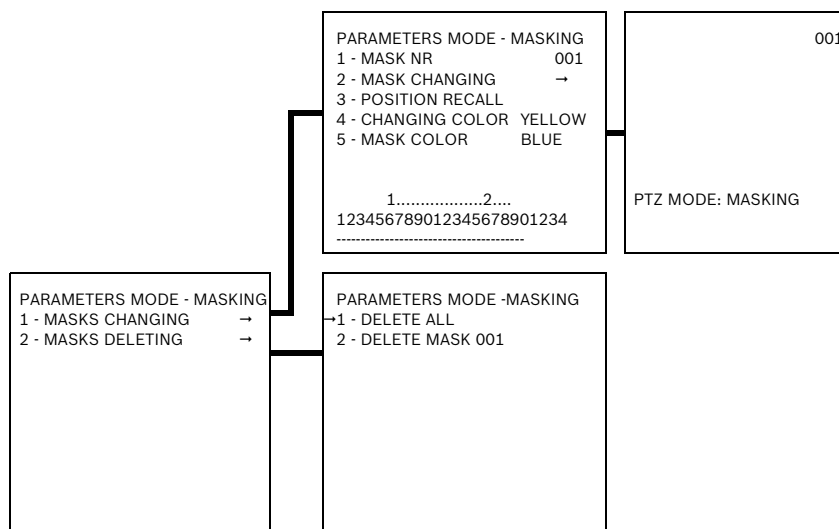 PARAMETERS MODE - MASKING
1 - MASK NR 001
2 - MASK CHANGING →
3 - POSITION RECALL
4 - CHANGING COLOR YELLOW
5 - MASK COLOR BLUE
1..................2....
123456789012345678901234
---------------------------------------
001
PTZ MODE: MASKING
PARAMETERS MODE - MASKING
1 - MASKS CHANGING →
2 - MASKS DELETING →
PARAMETERS MODE -MASKING
→1 - DELETE ALL
2 - DELETE MASK 001